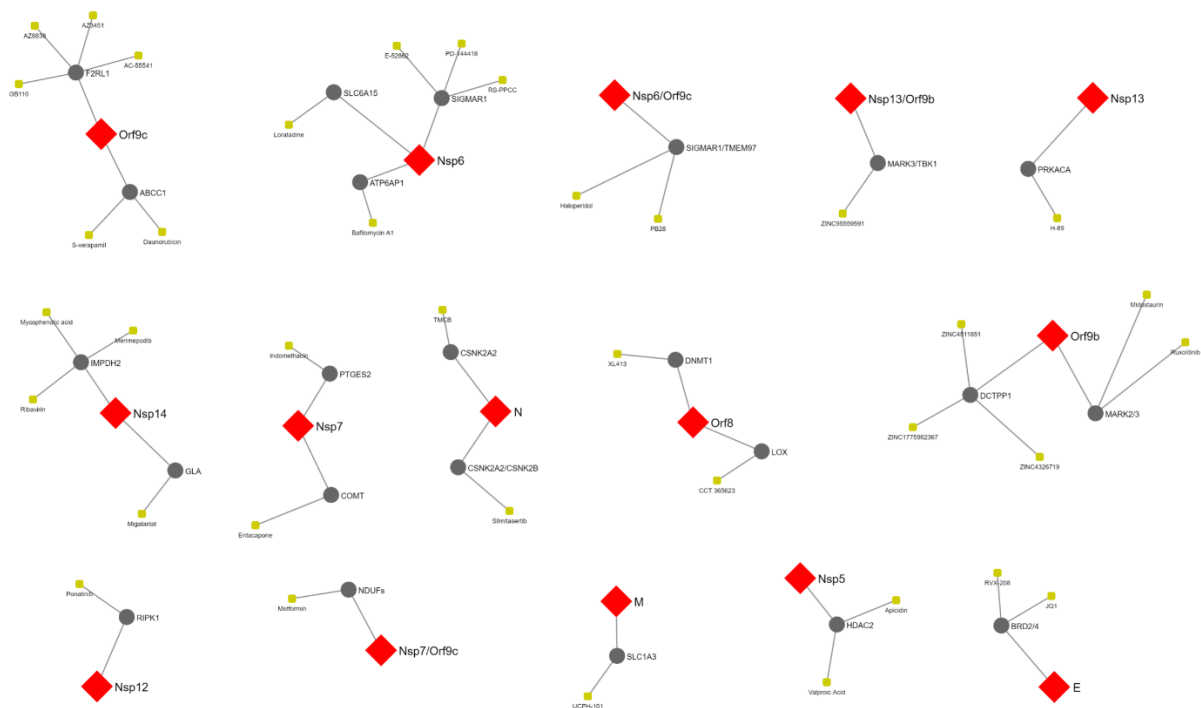 AZ8838
AZ3451
AC-55541
F2RL1
GB110
Orf9c
ABCC1
S-verapamil
Daunorubicin
E-52862
PD-144418
RS-PPCC
SLC6A15
SIGMAR1
Loratadine
Nsp6
ATP6AP1
Bafilomycin A1
Nsp6/Orf9c
SIGMAR1/TMEM97
Haloperidol
PB28
Nsp13/Orf9b
MARK3/TBK1
ZINC95559591
Nsp13
PRKACA
H-89
Mycophenolic acid
Merimepodib
IMPDH2
Ribavirin
Nsp14
GLA
Migalastat
Indomethacin
PTGES2
Nsp7
COMT
Entacapone
TMCB
CSNK2A2
N
CSNK2A2/CSNK2B
Silmitasertib
XL413
DNMT1
Orf8
LOX
CCT 365623
Midostaurin
ZINC4511851
Orf9b
Ruxolitinib
DCTPP1
MARK2/3
ZINC1775962367
ZINC4326719
Ponatinib
RIPK1
Nsp12
NDUFs
Metformin
Nsp7/Orf9c
M
SLC1A3
UCPH-101
Nsp5
Apicidin
HDAC2
Valproic Acid
RVX-208
JQ1
BRD2/4
E